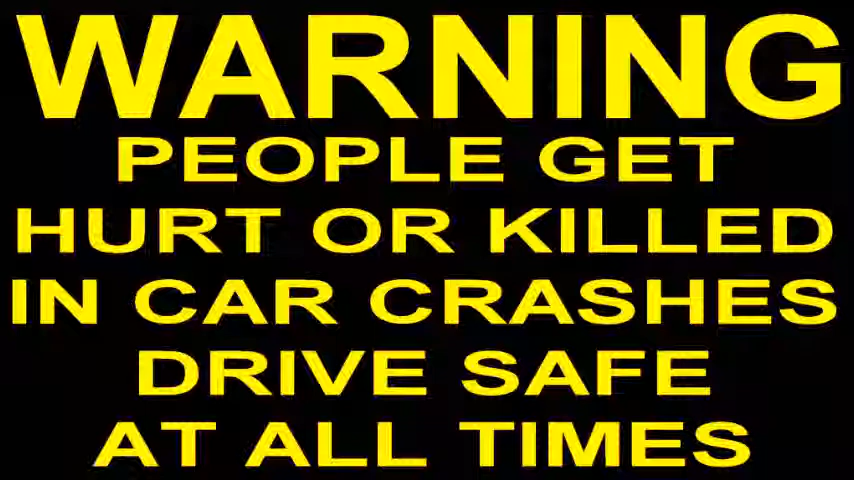 WARNING
PEOPLE GET
HURT OR KILLED
IN CAR CRASHES
DRIVE SAFE
AT ALL TIMES